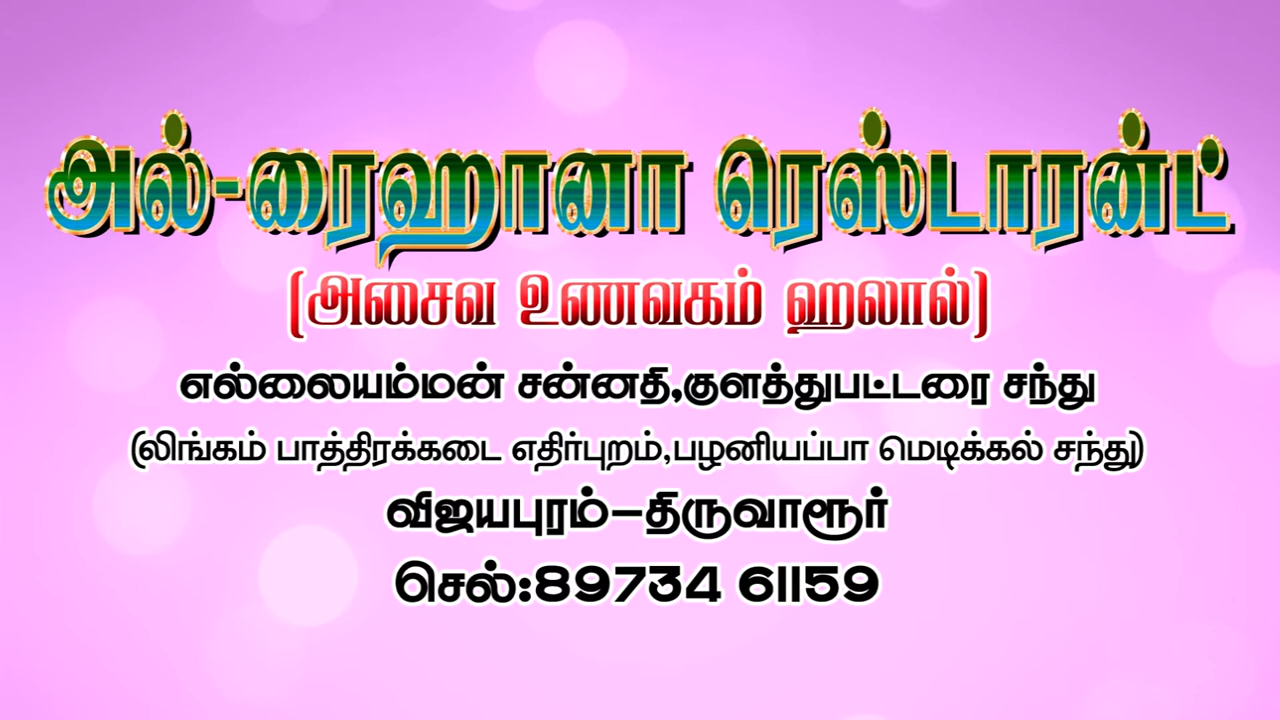 அல்-ரைஹானா ரெஸ்டாரன்ட்
(அசைவ உணவகம் ஹலால்)
எல்லையம்மன் சன்னதி,குளத்துபட்டரை சந்து
(லிங்கம் பாத்திரக்கடை எதிர்புறம்,பழனியப்பா மெடிக்கல் சந்து)
விஜயபுரம்–திருவாரூர்
செல்:89734 61159